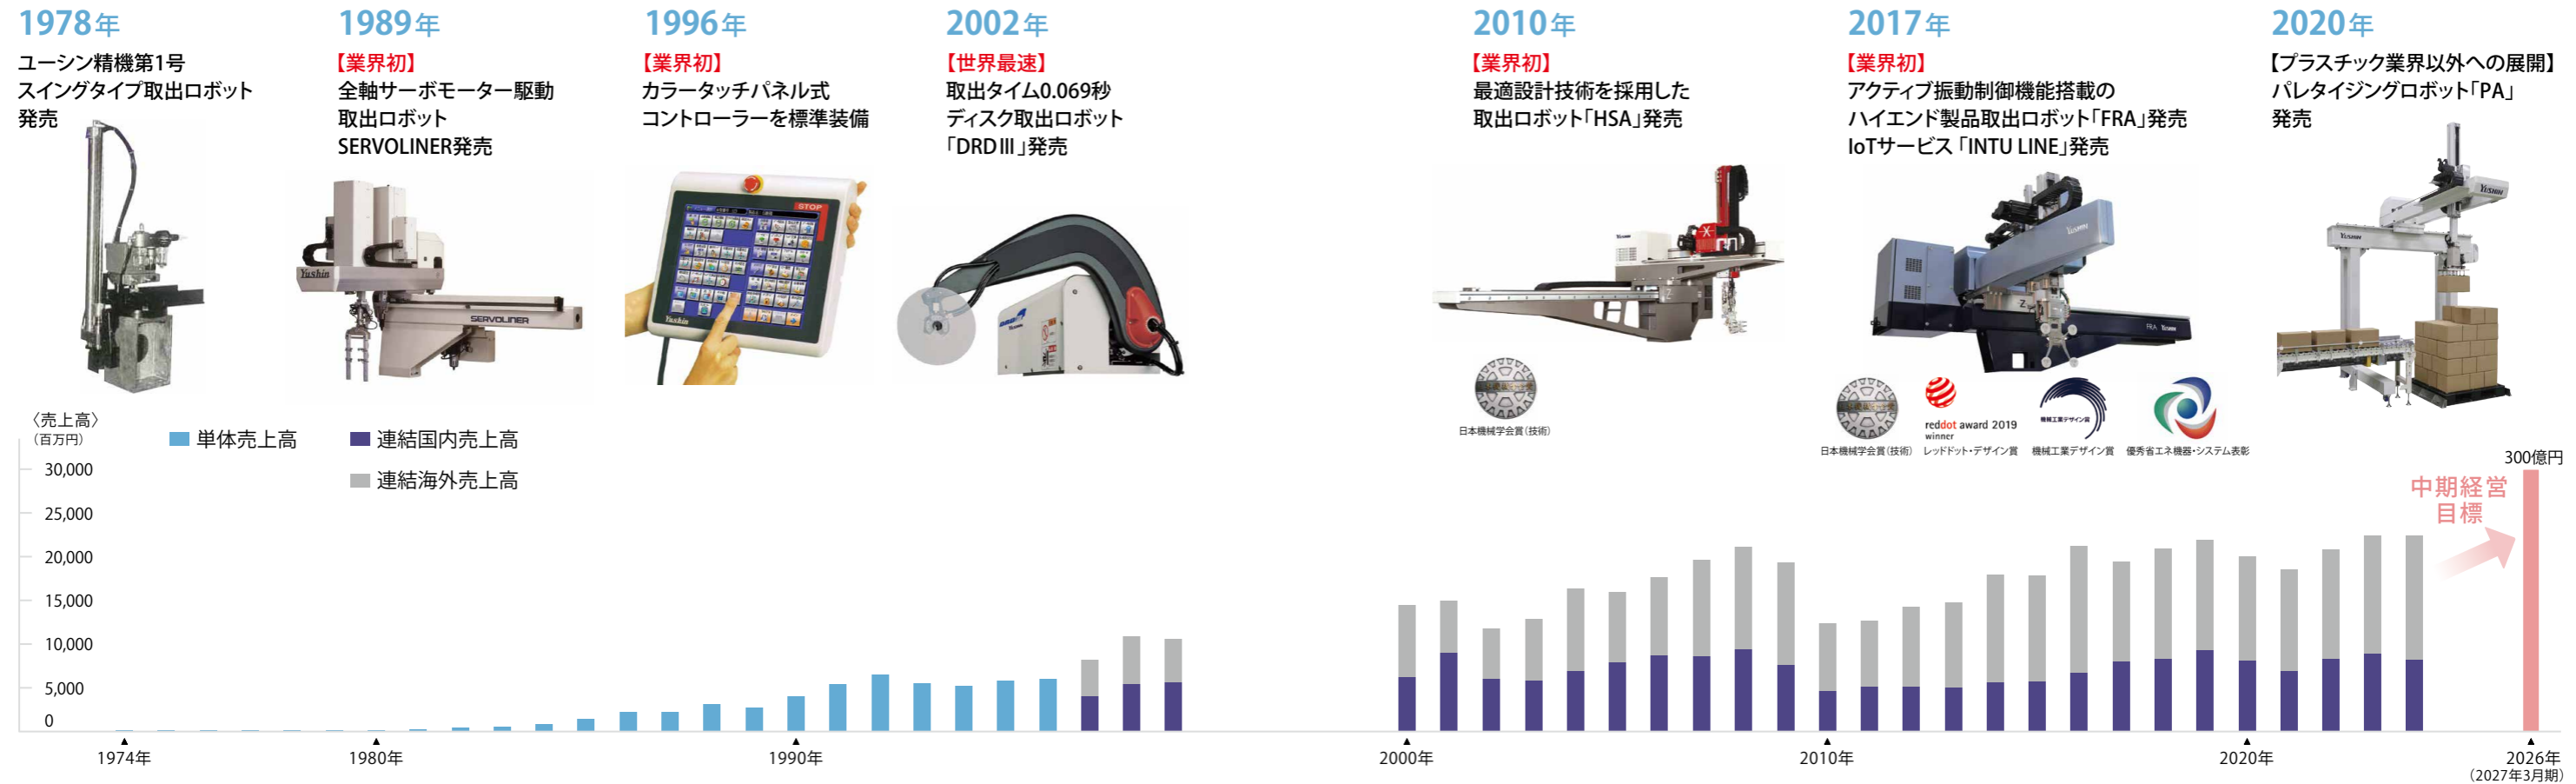 1978年
ユーシン精機第1号
スイングタイプ取出ロボット
発売
1989年
【業界初】
全軸サーボモーター駆動
取出ロボット
SERVOLINER発売
Yushin
SERVOLINER
1996年
【業界初】
カラータッチパネル式
コントローラーを標準装備
STOP
Yushin
2002年
【世界最速】
取出タイム0.069秒
ディスク取出ロボット
「DRDⅢ」発売
2010年
【業界初】
最適設計技術を採用した
取出ロボット「HSA」発売
日本機械学会賞（技術）
2017年
【業界初】
アクティブ振動制御機能搭載の
ハイエンド製品取出ロボット「FRA」発売
IoTサービス「INTU LINE」発売
YUSHIN
Z
FRA YUSHIN
日本機械学会賞（技術）
reddot award 2019
winner
レッドドット・デザイン賞
機械工業デザイン賞
機械工業デザイン賞
優秀省エネ機器・システム表彰
2020年
【プラスチック業界以外への展開】
パレタイジングロボット「PA」
発売
YUSHIN
YUSHIN
〈売上高〉
（百万円）
単体売上高
連結国内売上高
連結海外売上高
30,000
25,000
20,000
15,000
10,000
5,000
0
300億円
中期経営
目標
1974年
1980年
1990年
2000年
2010年
2020年
2026年
（2027年3月期）